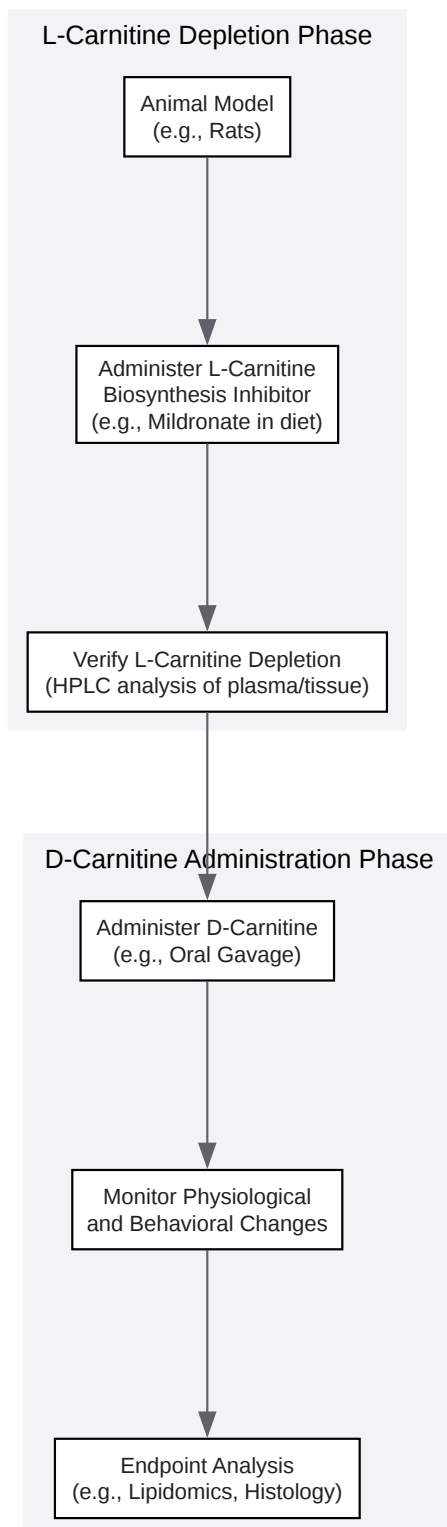 L-Carnitine Depletion Phase
Animal Model
(e.g., Rats)
Administer L-Carnitine
Biosynthesis Inhibitor
(e.g., Mildronate in diet)
Verify L-Carnitine Depletion
(HPLC analysis of plasma/tissue)
D-Carnitine Administration Phase
Administer D-Carnitine
(e.g., Oral Gavage)
Monitor Physiological
and Behavioral Changes
Endpoint Analysis
(e.g., Lipidomics, Histology)